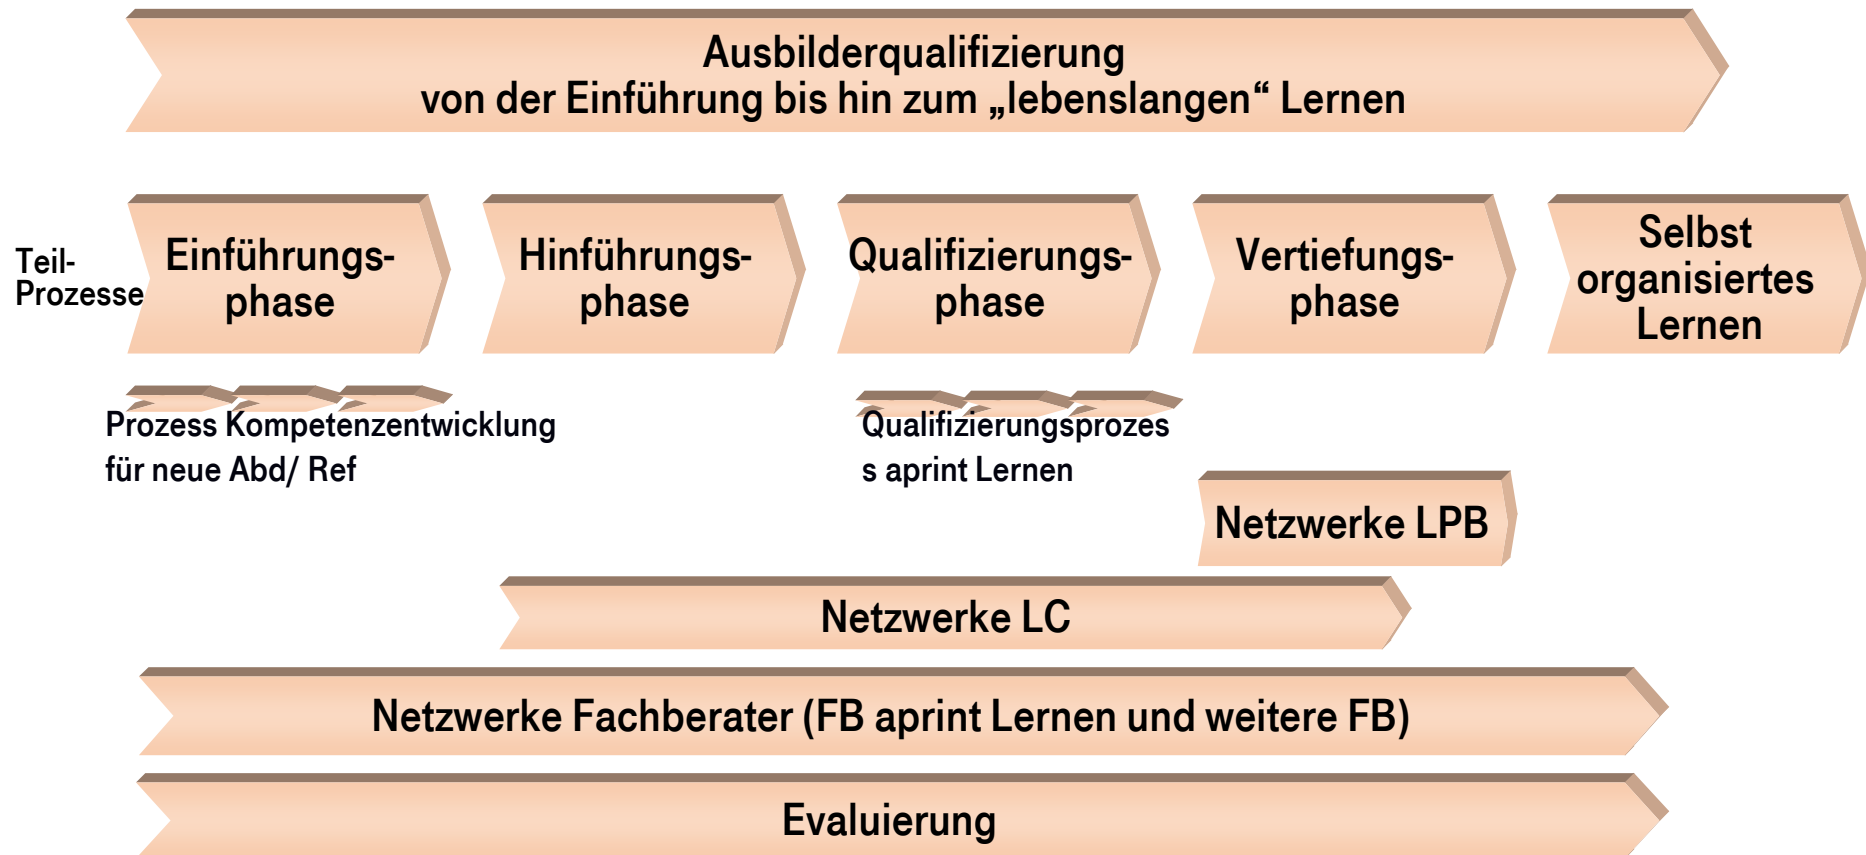 Ausbilderqualifizierung
von der Einführung bis hin zum „lebenslangen“ Lernen
Teil-
Prozesse
Einführungs-
phase
Hinführungs-
phase
Qualifizierungs-
phase
Vertiefungs-
phase
Selbst
organisiertes
Lernen
Prozess Kompetenzentwicklung
für neue Abd/ Ref
Qualifizierungsprozes
s aprint Lernen
Netzwerke LPB
Netzwerke LC
Netzwerke Fachberater (FB aprint Lernen und weitere FB)
Evaluierung